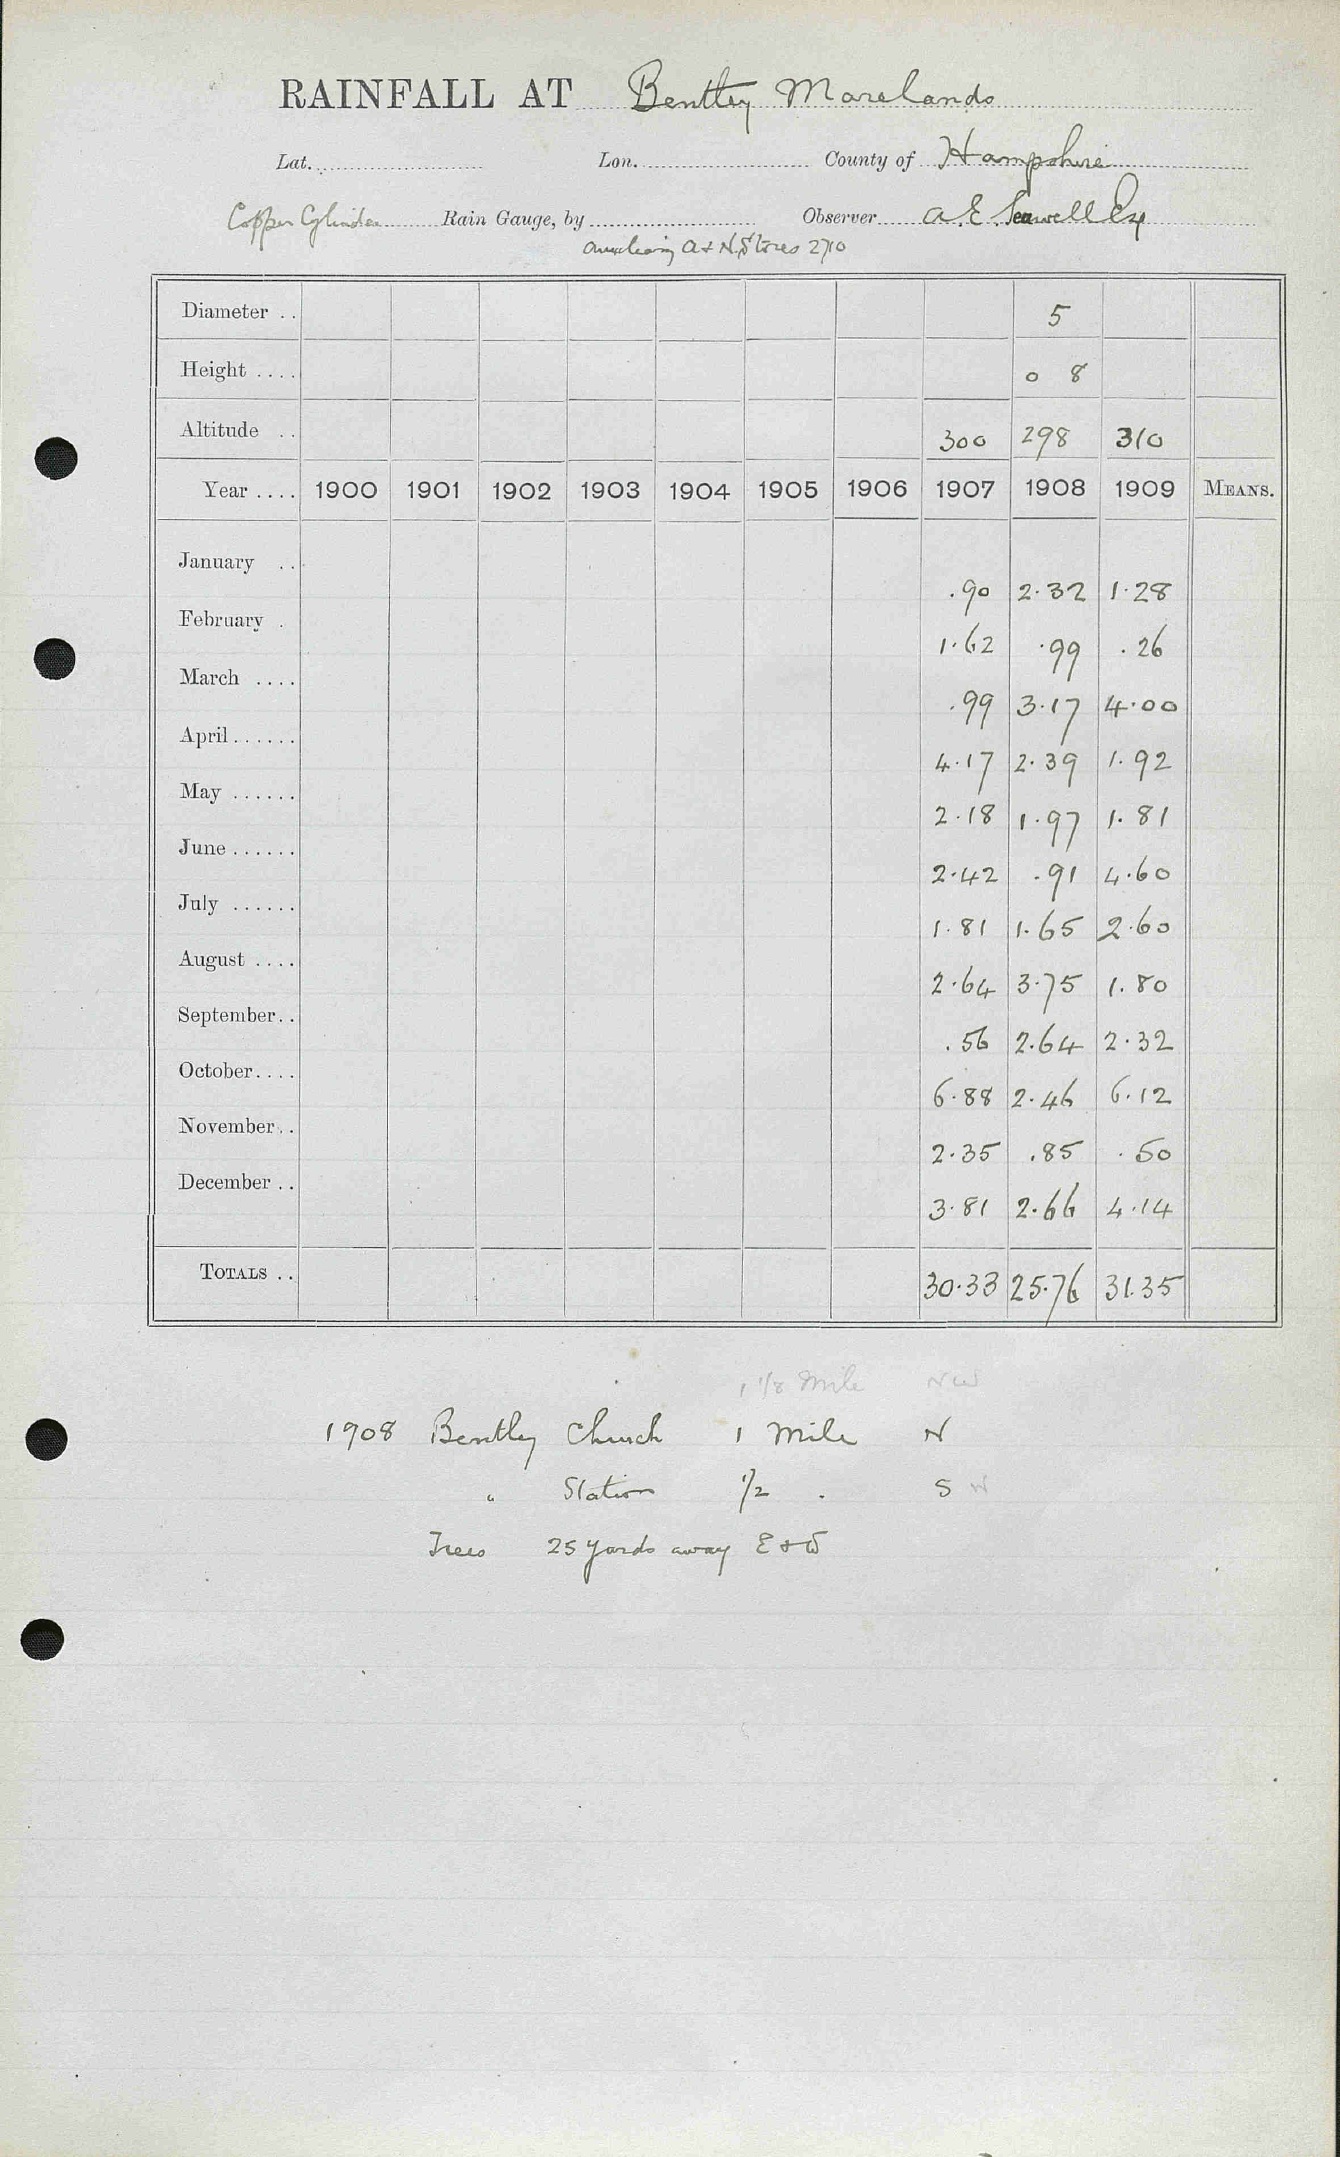 RAINFALL AT Bentley Marelands
Lat. Lon. County of Hampshire
Copper Cylinder Rain Gauge, by Observer A. E. Seawell Esq
A & N. Stores 2710
Diameter .. 5
Height .... 0 8
Altitude .. 300 298 310
Year .... 1900 1901 1902 1903 1904 1905 1906 1907 1908 1909 MEANS.
January .. .90 2.32 1.28
February . 1.62 .99 .26
March .... .99 3.17 4.00
April...... 4.17 2.39 1.92
May ...... 2.18 1.97 1.81
June ...... 2.42 .91 4.60
July ...... 1.81 1.65 2.60
August .... 2.64 3.75 1.80
September.. .56 2.64 2.32
October.... 6.88 2.46 6.12
November.. 2.35 .85 .50
December .. 3.81 2.66 4.14
TOTALS .. 30.33 25.76 31.35
1 1/8 Mile NW
1908 Bentley Church 1 Mile N
" Station 1/2 . S W
Trees 25 yards away E & W